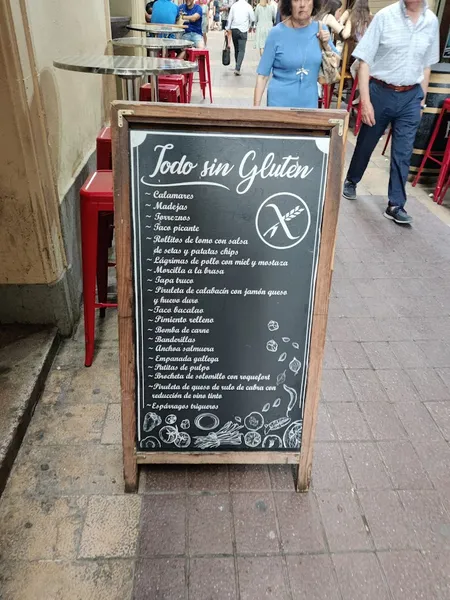 Todo sin Gluten
~ Calamares
~ Madejas
~ Torreznos
~ Taco picante
~ Rollitos de lomo con salsa
de setas y patatas chips
~ Lágrimas de pollo con miel y mostaza
~ Morcilla a la brasa
~ Tapa truco
~ Piruleta de calabacín con jamón queso
y huevo duro
~ Taco bacalao
~ Pimiento relleno
~ Bomba de carne
~ Banderillas
~ Anchoa salmuera
~ Empanada gallega
~ Patitas de pulpo
~ Brocheta de solomillo con roquefort
~ Piruleta de queso de rulo de cabra con
reducción de vino tinto
~ Espárragos trigueros